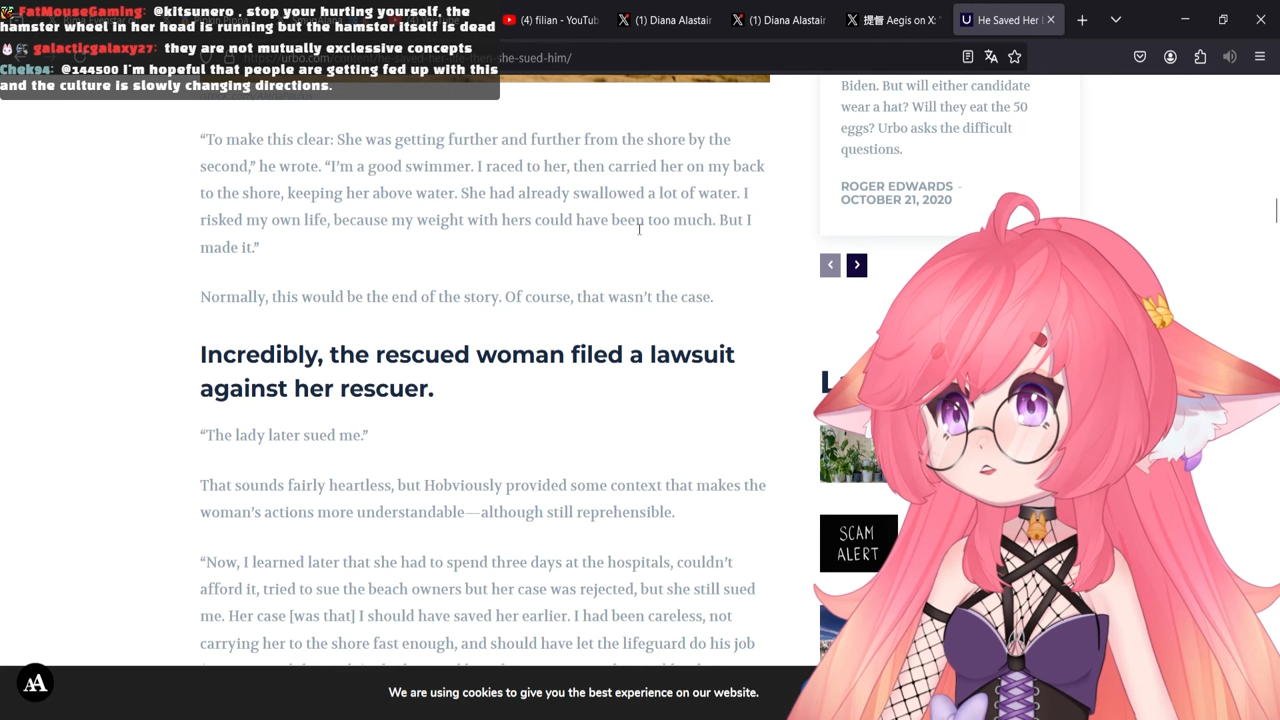 FatMouseGaming: @kitsunero , stop your hurting yourself, the
hamster wheel in her head is running but the hamster itself is dead
galacticgalaxy27: they are not mutually exclessive concepts
Chek94: @144500 I'm hopeful that people are getting fed up with this
and the culture is slowly changing directions.
(4) filian - YouTub
(1) Diana Alastair
(1) Diana Alastair
提督 Aegis on X:
He Saved Her
https://urbo.com/content/he-saved-her-life-then-she-sued-him/
“To make this clear: She was getting further and further from the shore by the
second,” he wrote. “I’m a good swimmer. I raced to her, then carried her on my back
to the shore, keeping her above water. She had already swallowed a lot of water. I
risked my own life, because my weight with hers could have been too much. But I
made it.”
Normally, this would be the end of the story. Of course, that wasn’t the case.
Incredibly, the rescued woman filed a lawsuit
against her rescuer.
“The lady later sued me.”
That sounds fairly heartless, but Hobviously provided some context that makes the
woman’s actions more understandable—although still reprehensible.
“Now, I learned later that she had to spend three days at the hospitals, couldn’t
afford it, tried to sue the beach owners but her case was rejected, but she still sued
me. Her case [was that] I should have saved her earlier. I had been careless, not
carrying her to the shore fast enough, and should have let the lifeguard do his job
Biden. But will either candidate
wear a hat? Will they eat the 50
eggs? Urbo asks the difficult
questions.
ROGER EDWARDS -
OCTOBER 21, 2020
SCAM
ALERT
We are using cookies to give you the best experience on our website.